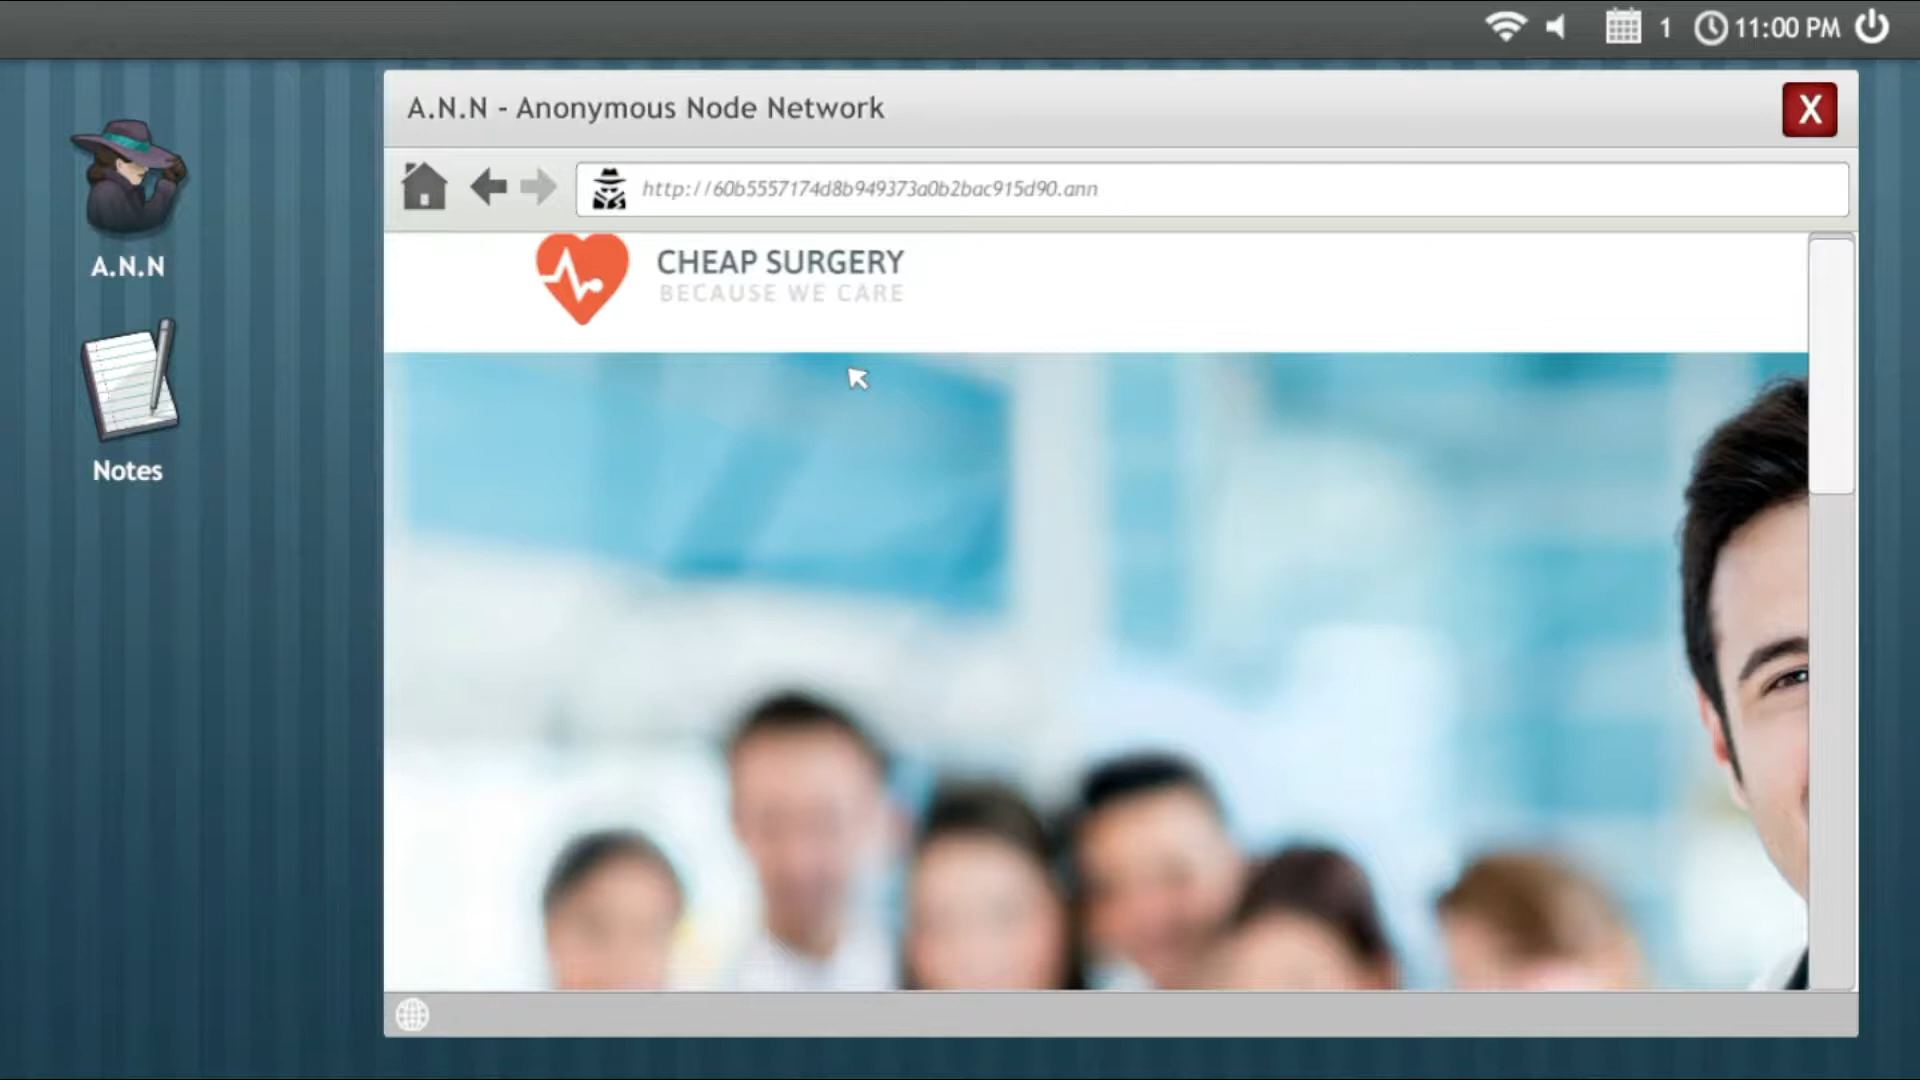 1 11:00 PM
A.N.N - Anonymous Node Network
X
http://60b5557174d8b949373a0b2bac915d90.ann
A.N.N
CHEAP SURGERY
BECAUSE WE CARE
Notes